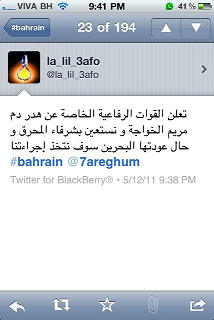 VIVA BH 9:41 PM
#bahrain 23 of 194
la_lil_3afo
@la_lil_3afo
تعلن القوات الرفاعية الخاصة عن هدر دم
مريم الخواجة و نستعين بشرفاء المحرق و
حال عودتها البحرين سوف نتخذ إجراءتنا
#bahrain @7areghum
Twitter for BlackBerry® • 5/12/11 9:38 PM